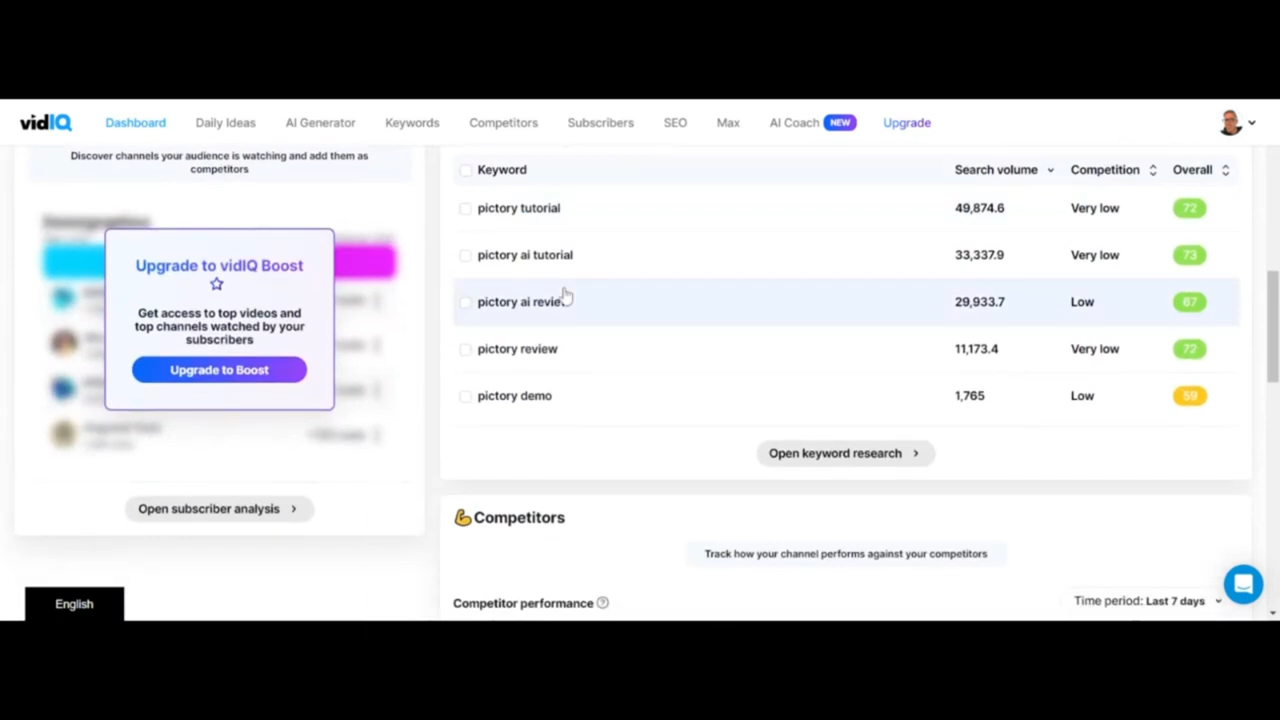 vidIQ Dashboard Daily Ideas AI Generator Keywords Competitors Subscribers SEO Max AI Coach NEW Upgrade
Discover channels your audience is watching and add them as
competitors
Upgrade to vidIQ Boost
Get access to top videos and
top channels watched by your
subscribers
Upgrade to Boost
Open subscriber analysis >
Keyword Search volume Competition Overall
pictory tutorial 49,874.6 Very low 72
pictory ai tutorial 33,337.9 Very low 73
pictory ai review 29,933.7 Low 67
pictory review 11,173.4 Very low 72
pictory demo 1,765 Low 59
Open keyword research >
💪Competitors
Track how your channel performs against your competitors
Competitor performance ? Time period: Last 7 days
English